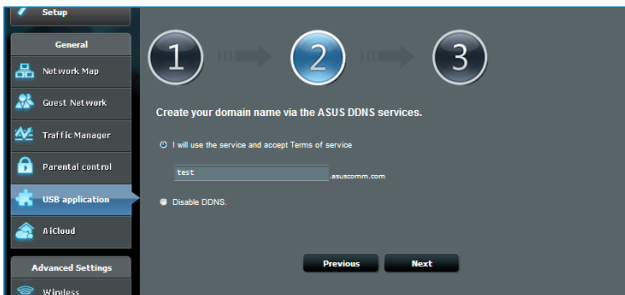 Setup
General
Network Map
Guest Network
Traffic Manager
Parental control
USB application
AiCloud
Advanced Settings
Wireless
1
2
3
Create your domain name via the ASUS DDNS services.
I will use the service and accept Terms of service
test .asuscomm.com
Disable DDNS.
Previous Next